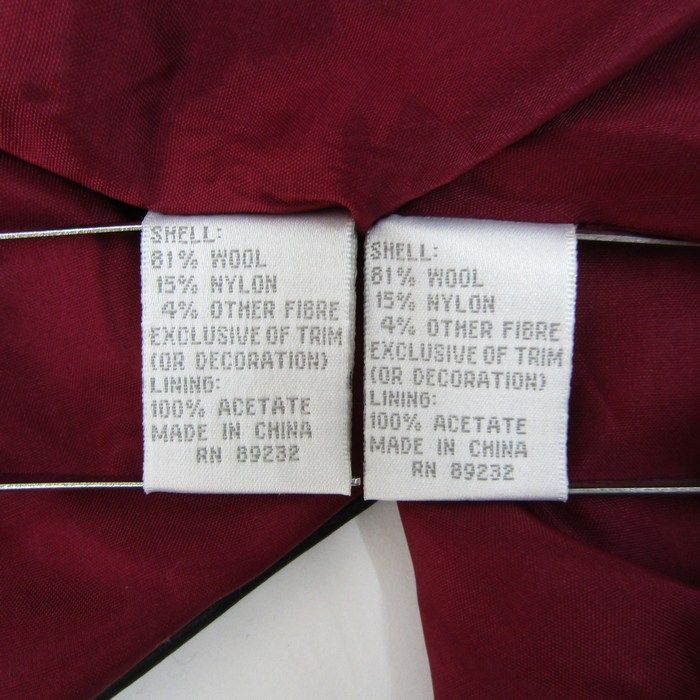 SHELL:
81% WOOL
15% NYLON
4% OTHER FIBRE
EXCLUSIVE OF TRIM
(OR DECORATION)
LINING:
100% ACETATE
MADE IN CHINA
RN 89232
SHELL:
81% WOOL
15% NYLON
4% OTHER FIBRE
EXCLUSIVE OF TRIM
(OR DECORATION)
LINING:
100% ACETATE
MADE IN CHINA
RN 89232